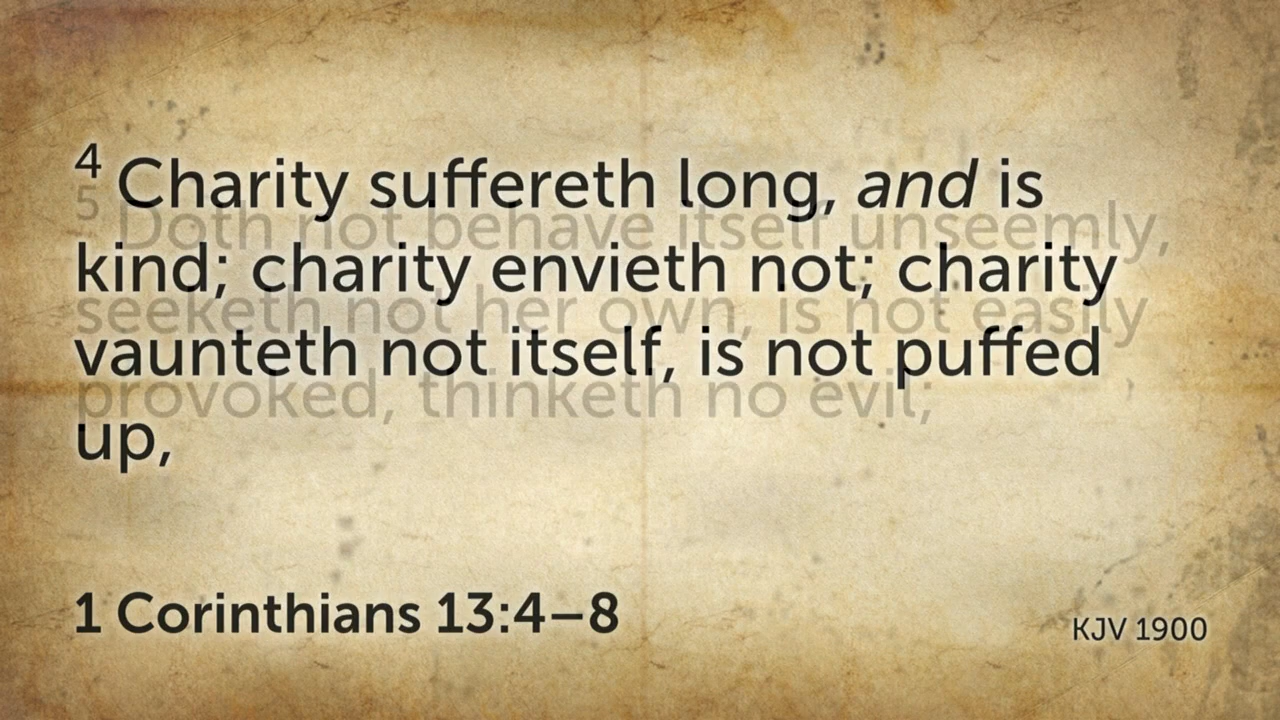 4 Charity suffereth long, and is
kind; charity envieth not; charity
vaunteth not itself, is not puffed
up,
5 Doth not behave itself unseemly,
seeketh not her own, is not easily
provoked, thinketh no evil;
1 Corinthians 13:4–8
KJV 1900